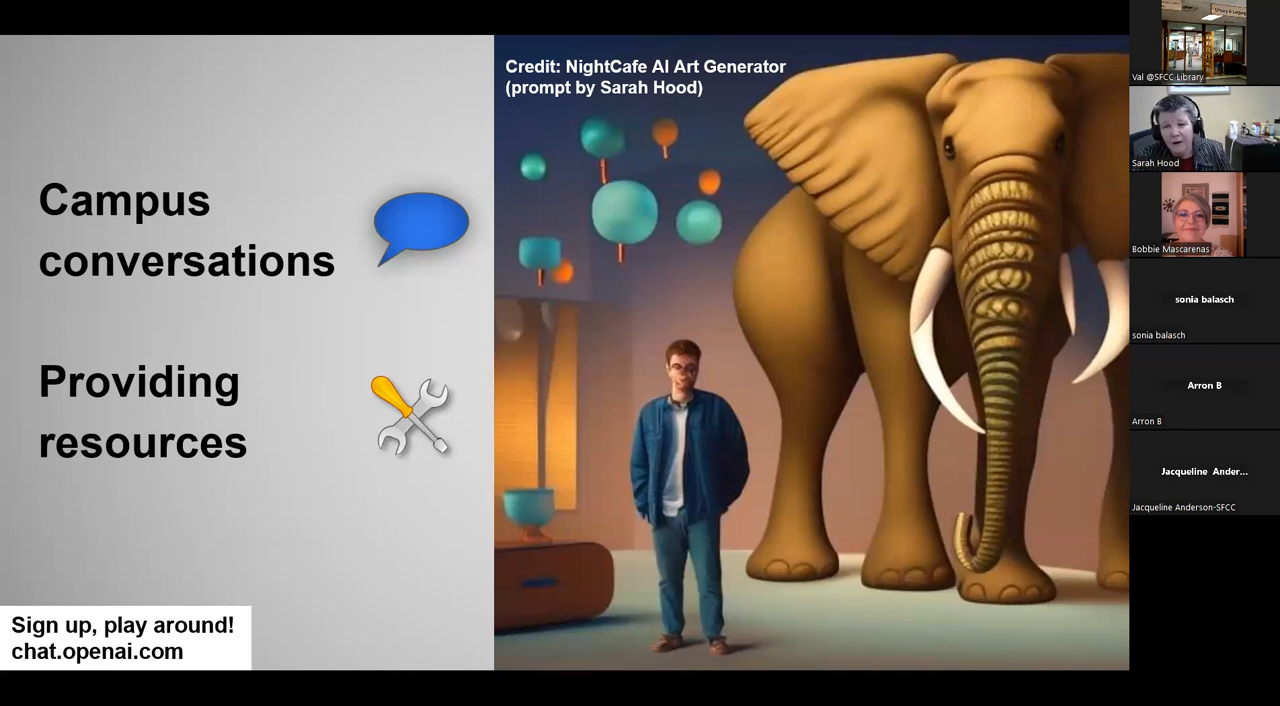 Credit: NightCafe AI Art Generator
(prompt by Sarah Hood)
Campus
conversations
Providing
resources
Sign up, play around!
chat.openai.com
Val @SFCC Library
Sarah Hood
Bobbie Mascarenas
sonia balasch
sonia balasch
Arron B
Arron B
Jacqueline Ander...
Jacqueline Anderson-SFCC